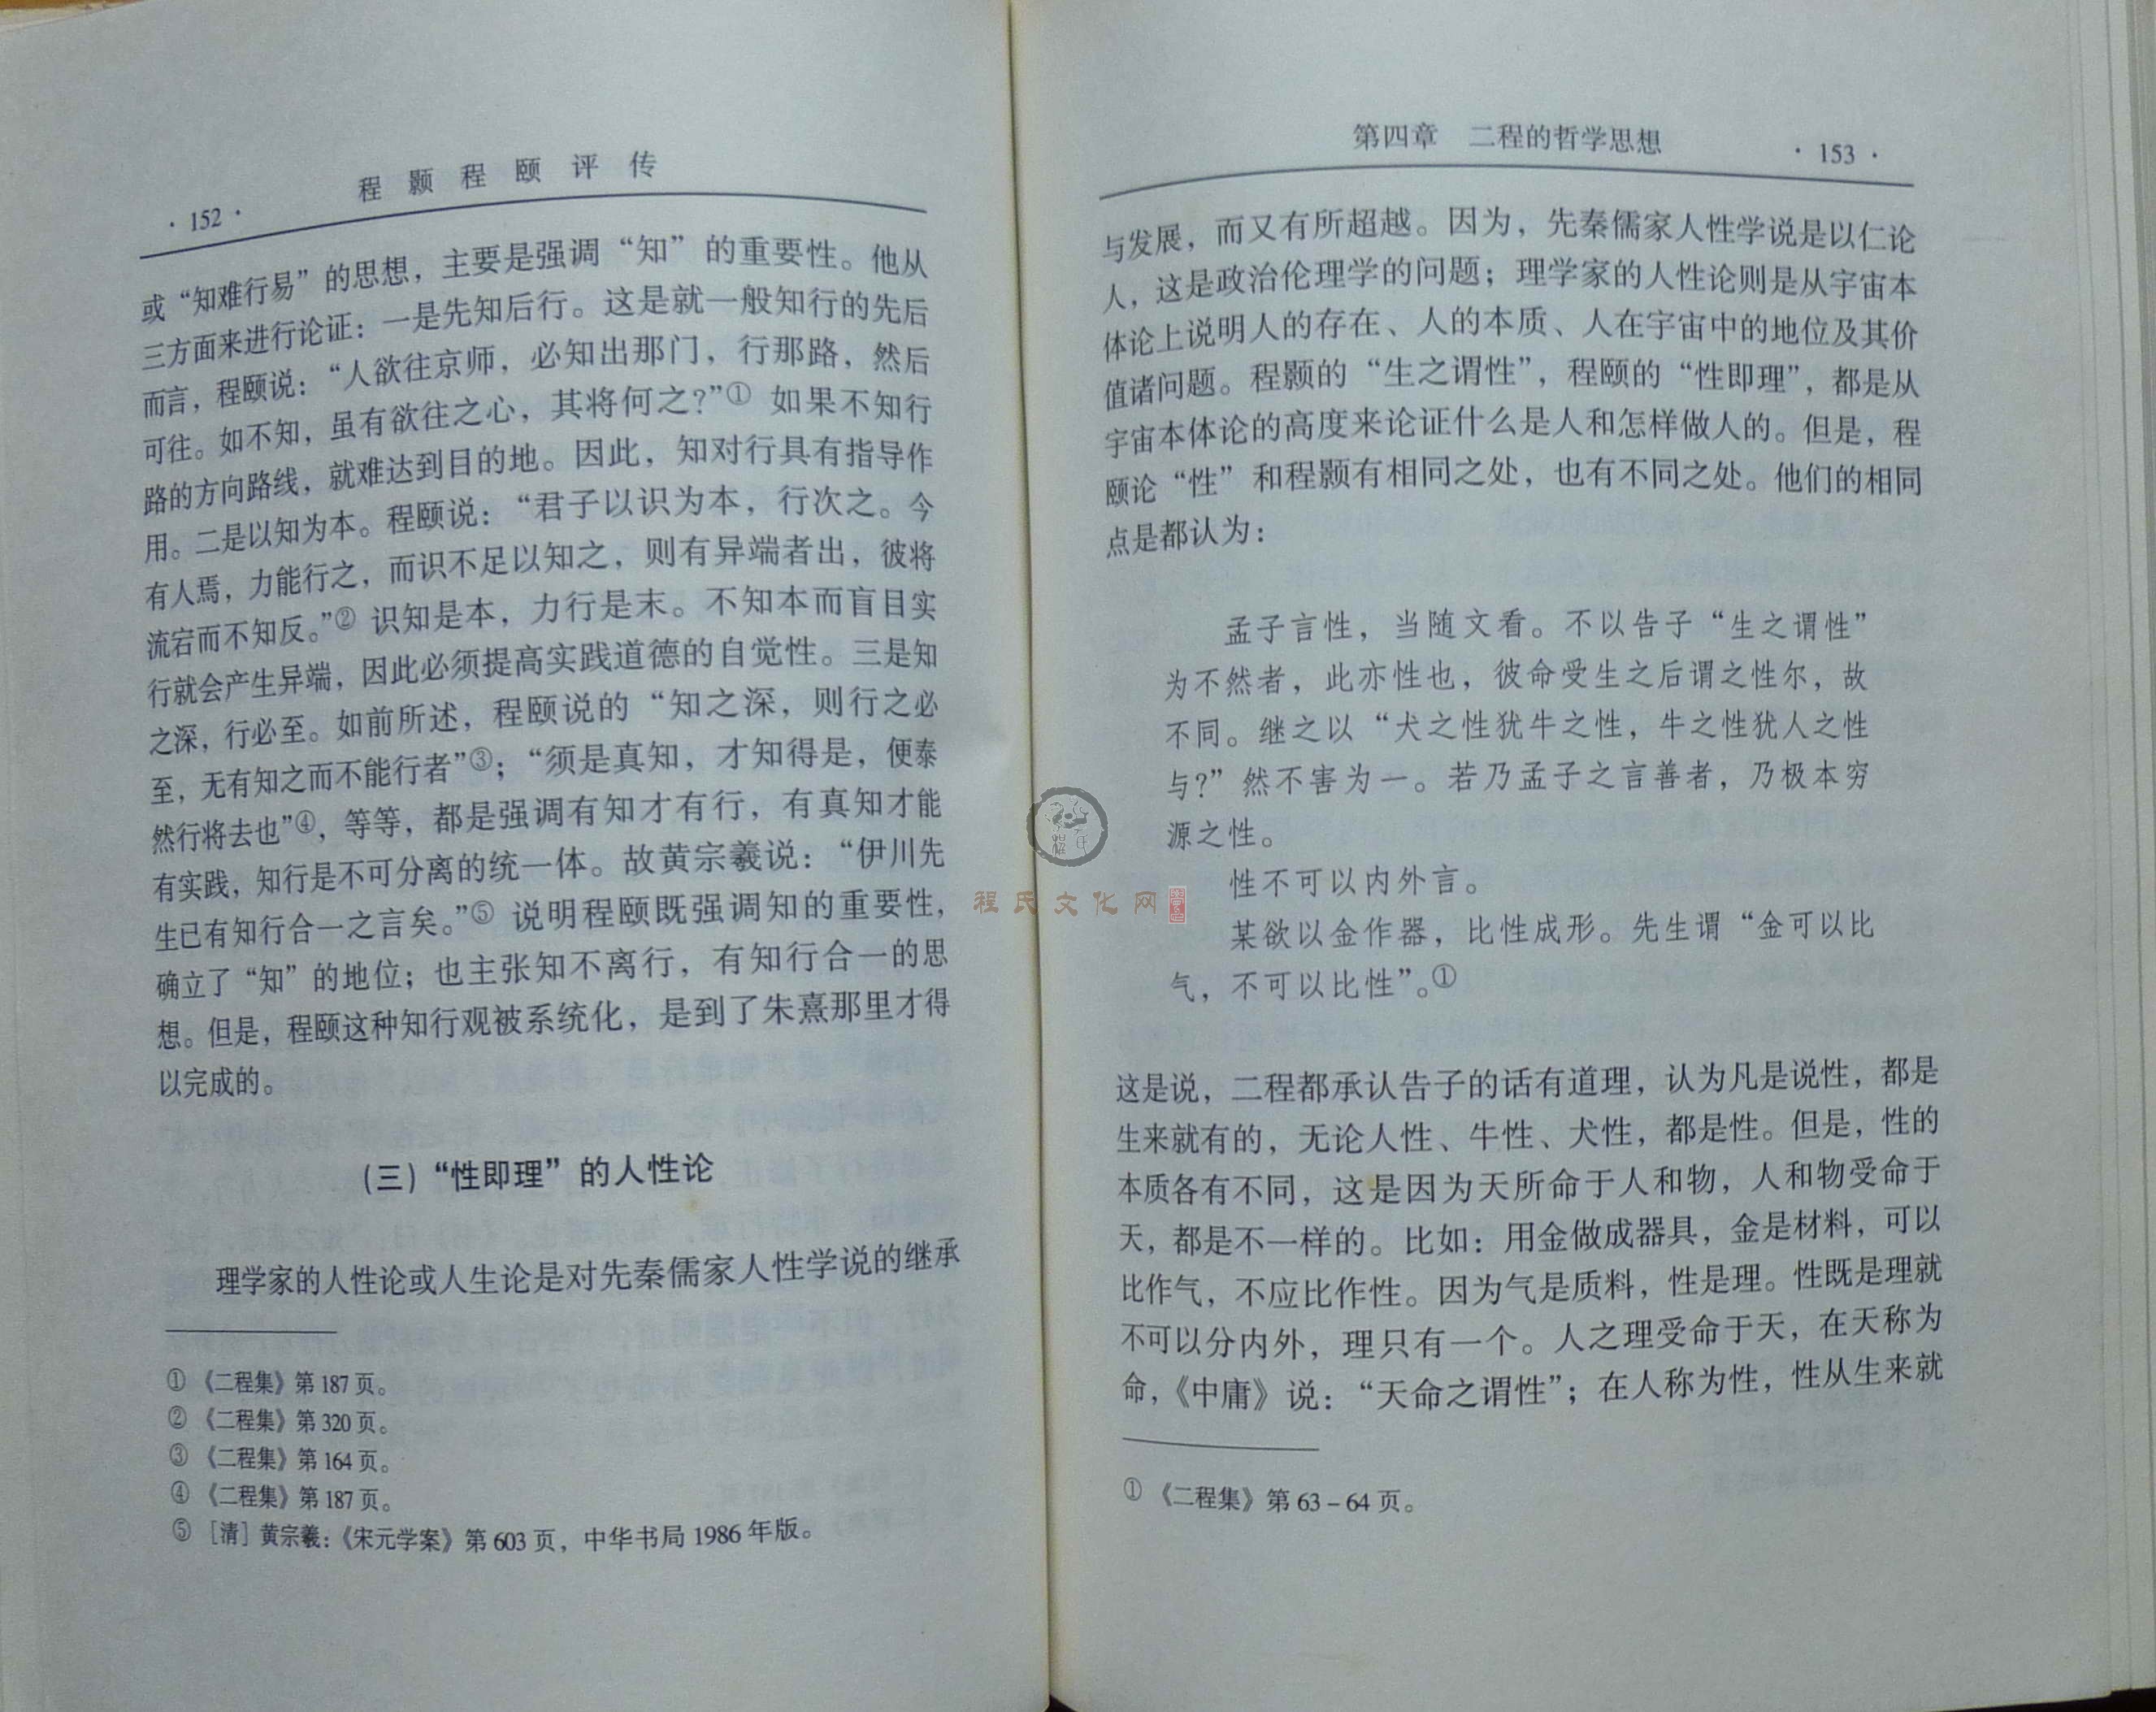 程颢程颐评传
· 152 ·
或“知难行易”的思想，主要是强调“知”的重要性。他从
三方面来进行论证：一是先知后行。这是就一般知行的先后
而言，程颐说：“人欲往京师，必知出那门，行那路，然后
可往。如不知，虽有欲往之心，其将何之?”① 如果不知行
路的方向路线，就难达到目的地。因此，知对行具有指导作
用。二是以知为本。程颐说：“君子以识为本，行次之。今
有人焉，力能行之，而识不足以知之，则有异端者出，彼将
流宕而不知反。”② 识知是本，力行是末。不知本而盲目实
行就会产生异端，因此必须提高实践道德的自觉性。三是知
之深，行必至。如前所述，程颐说的“知之深，则行之必
至，无有知之而不能行者”③；“须是真知，才知得是，便泰
然行将去也”④，等等，都是强调有知才有行，有真知才能
有实践，知行是不可分离的统一体。故黄宗羲说：“伊川先
生已有知行合一之言矣。”⑤ 说明程颐既强调知的重要性，
确立了“知”的地位；也主张知不离行，有知行合一的思
想。但是，程颐这种知行观被系统化，是到了朱熹那里才得
以完成的。
(三)“性即理”的人性论
理学家的人性论或人生论是对先秦儒家人性学说的继承
① 《二程集》第187页。
② 《二程集》第320页。
③ 《二程集》第164页。
④ 《二程集》第187页。
⑤ [清] 黄宗羲：《宋元学案》第603页，中华书局1986年版。
第四章 二程的哲学思想
· 153 ·
与发展，而又有所超越。因为，先秦儒家人性学说是以仁论
人，这是政治伦理学的问题；理学家的人性论则是从宇宙本
体论上说明人的存在、人的本质、人在宇宙中的地位及其价
值诸问题。程颢的“生之谓性”，程颐的“性即理”，都是从
宇宙本体论的高度来论证什么是人和怎样做人的。但是，程
颐论“性”和程颢有相同之处，也有不同之处。他们的相同
点是都认为：
孟子言性，当随文看。不以告子“生之谓性”
为不然者，此亦性也，彼命受生之后谓之性尔，故
不同。继之以“犬之性犹牛之性，牛之性犹人之性
与?”然不害为一。若乃孟子之言善者，乃极本穷
源之性。
性不可以内外言。
某欲以金作器，比性成形。先生谓“金可以比
气，不可以比性”。①
这是说，二程都承认告子的话有道理，认为凡是说性，都是
生来就有的，无论人性、牛性、犬性，都是性。但是，性的
本质各有不同，这是因为天所命于人和物，人和物受命于
天，都是不一样的。比如：用金做成器具，金是材料，可以
比作气，不应比作性。因为气是质料，性是理。性既是理就
不可以分内外，理只有一个。人之理受命于天，在天称为
命，《中庸》说：“天命之谓性”；在人称为性，性从生来就
① 《二程集》第63－64页。
程氏文化网